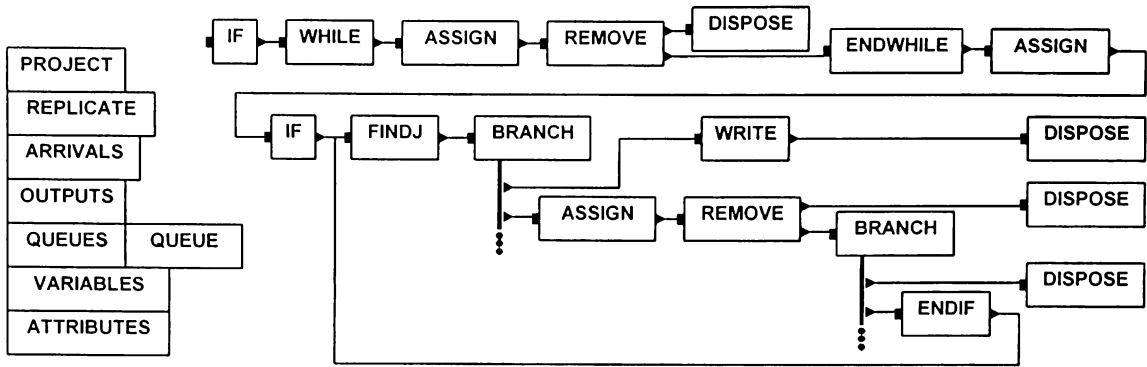 IF
WHILE
ASSIGN
REMOVE
DISPOSE
ENDWHILE
ASSIGN
PROJECT
REPLICATE
ARRIVALS
OUTPUTS
QUEUES
QUEUE
VARIABLES
ATTRIBUTES
IF
FINDJ
BRANCH
WRITE
DISPOSE
ASSIGN
REMOVE
DISPOSE
BRANCH
DISPOSE
ENDIF